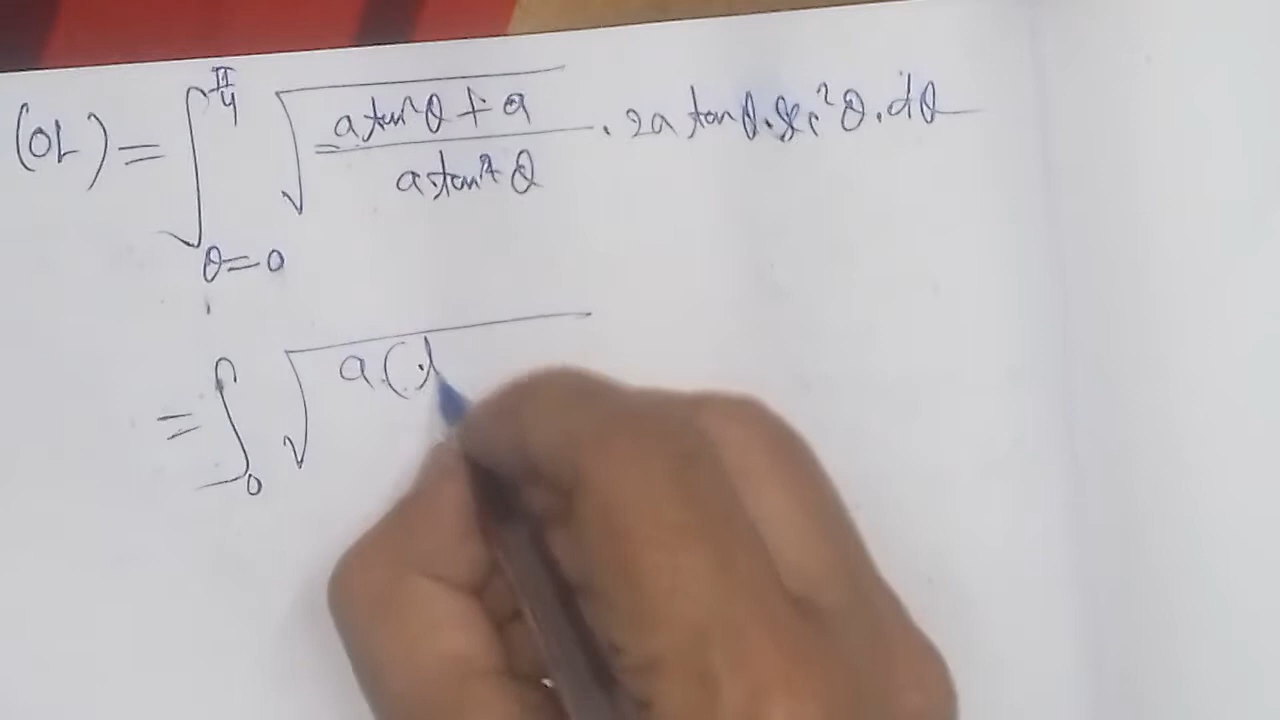 (OL) = ∫_{θ=0}^{π/4} √((a tan²θ + a)/(a tan²θ)) . 2a tanθ . sec²θ . dθ
= ∫_0 √(a(1